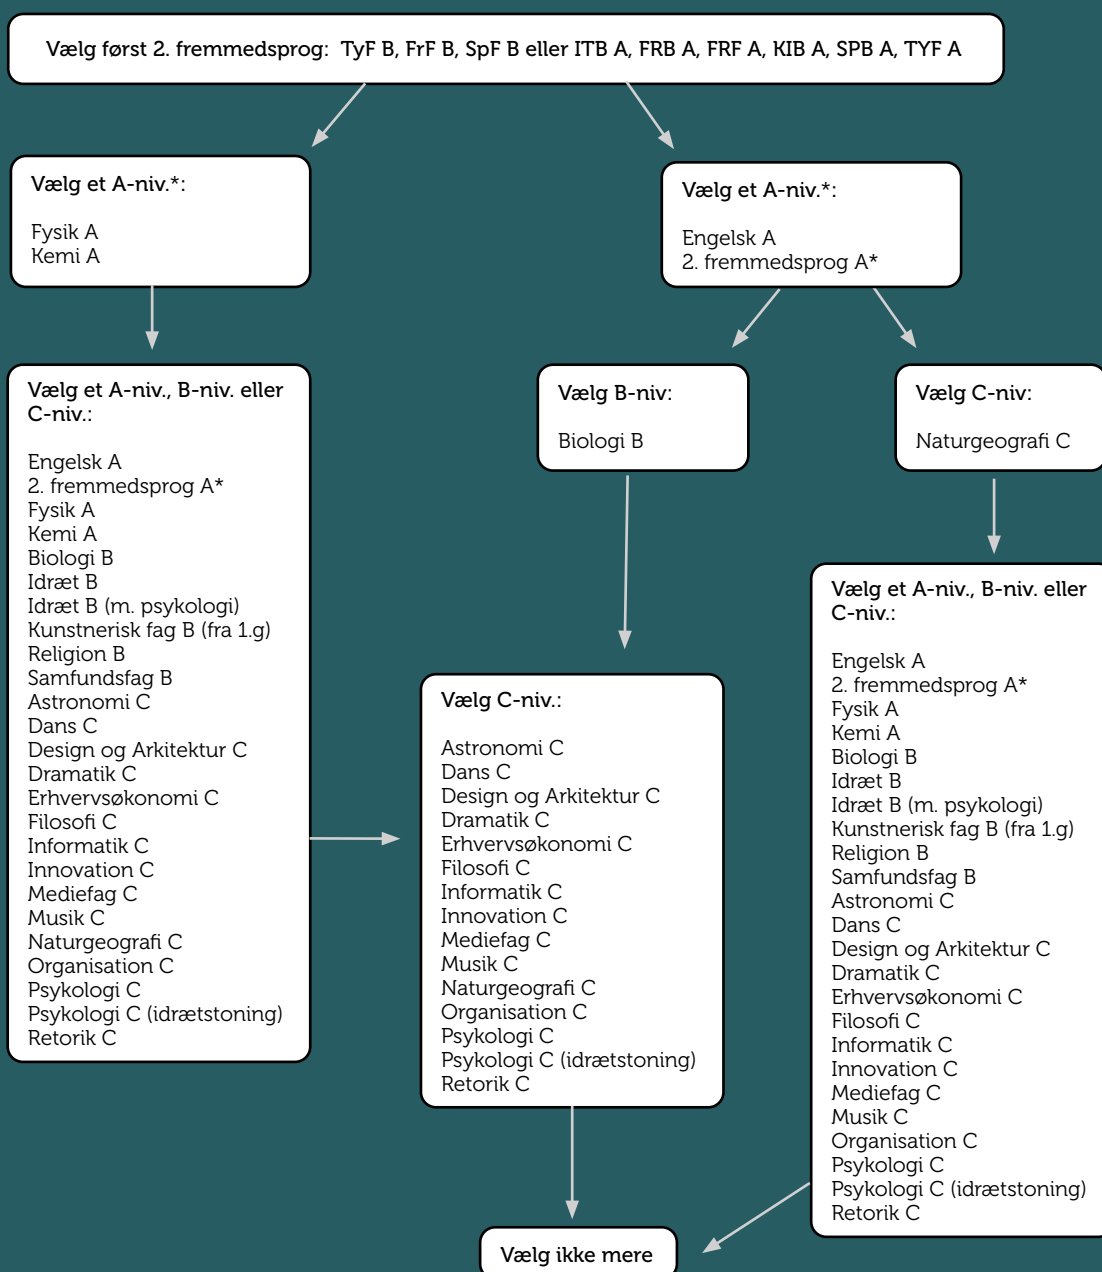 Vælg først 2. fremmedsprog: TyF B, FrF B, SpF B eller ITB A, FRB A, FRF A, KIB A, SPB A, TYF A
Vælg et A-niv.*:
Fysik A
Kemi A
Vælg et A-niv.*:
Engelsk A
2. fremmedsprog A*
Vælg et A-niv., B-niv. eller
C-niv.:
Engelsk A
2. fremmedsprog A*
Fysik A
Kemi A
Biologi B
Idræt B
Idræt B (m. psykologi)
Kunstnerisk fag B (fra 1.g)
Religion B
Samfundsfag B
Astronomi C
Dans C
Design og Arkitektur C
Dramatik C
Erhvervsøkonomi C
Filosofi C
Informatik C
Innovation C
Mediefag C
Musik C
Naturgeografi C
Organisation C
Psykologi C
Psykologi C (idrætstoning)
Retorik C
Vælg B-niv:
Biologi B
Vælg C-niv:
Naturgeografi C
Vælg C-niv.:
Astronomi C
Dans C
Design og Arkitektur C
Dramatik C
Erhvervsøkonomi C
Filosofi C
Informatik C
Innovation C
Mediefag C
Musik C
Naturgeografi C
Organisation C
Psykologi C
Psykologi C (idrætstoning)
Retorik C
Vælg et A-niv., B-niv. eller
C-niv.:
Engelsk A
2. fremmedsprog A*
Fysik A
Kemi A
Biologi B
Idræt B
Idræt B (m. psykologi)
Kunstnerisk fag B (fra 1.g)
Religion B
Samfundsfag B
Astronomi C
Dans C
Design og Arkitektur C
Dramatik C
Erhvervsøkonomi C
Filosofi C
Informatik C
Innovation C
Mediefag C
Musik C
Organisation C
Psykologi C
Psykologi C (idrætstoning)
Retorik C
Vælg ikke mere